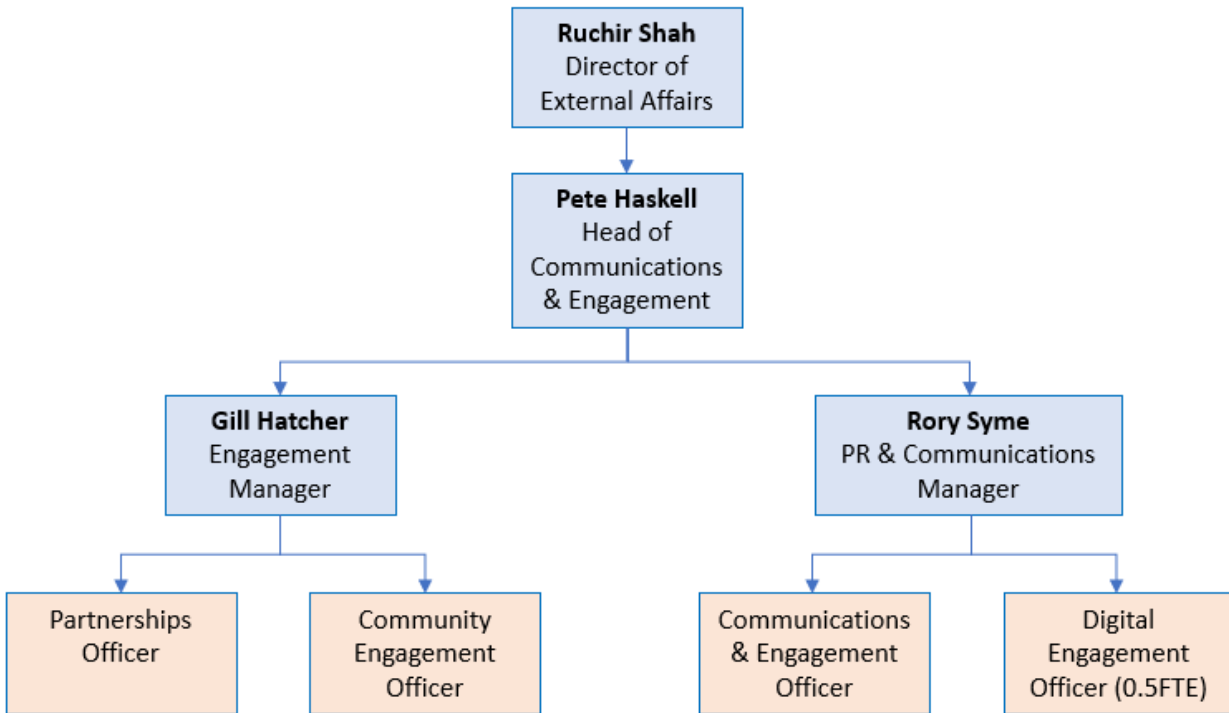 Ruchir Shah
Director of
External Affairs
Pete Haskell
Head of
Communications
& Engagement
Gill Hatcher
Engagement
Manager
Rory Syme
PR & Communications
Manager
Partnerships
Officer
Community
Engagement
Officer
Communications
& Engagement
Officer
Digital
Engagement
Officer (0.5FTE)